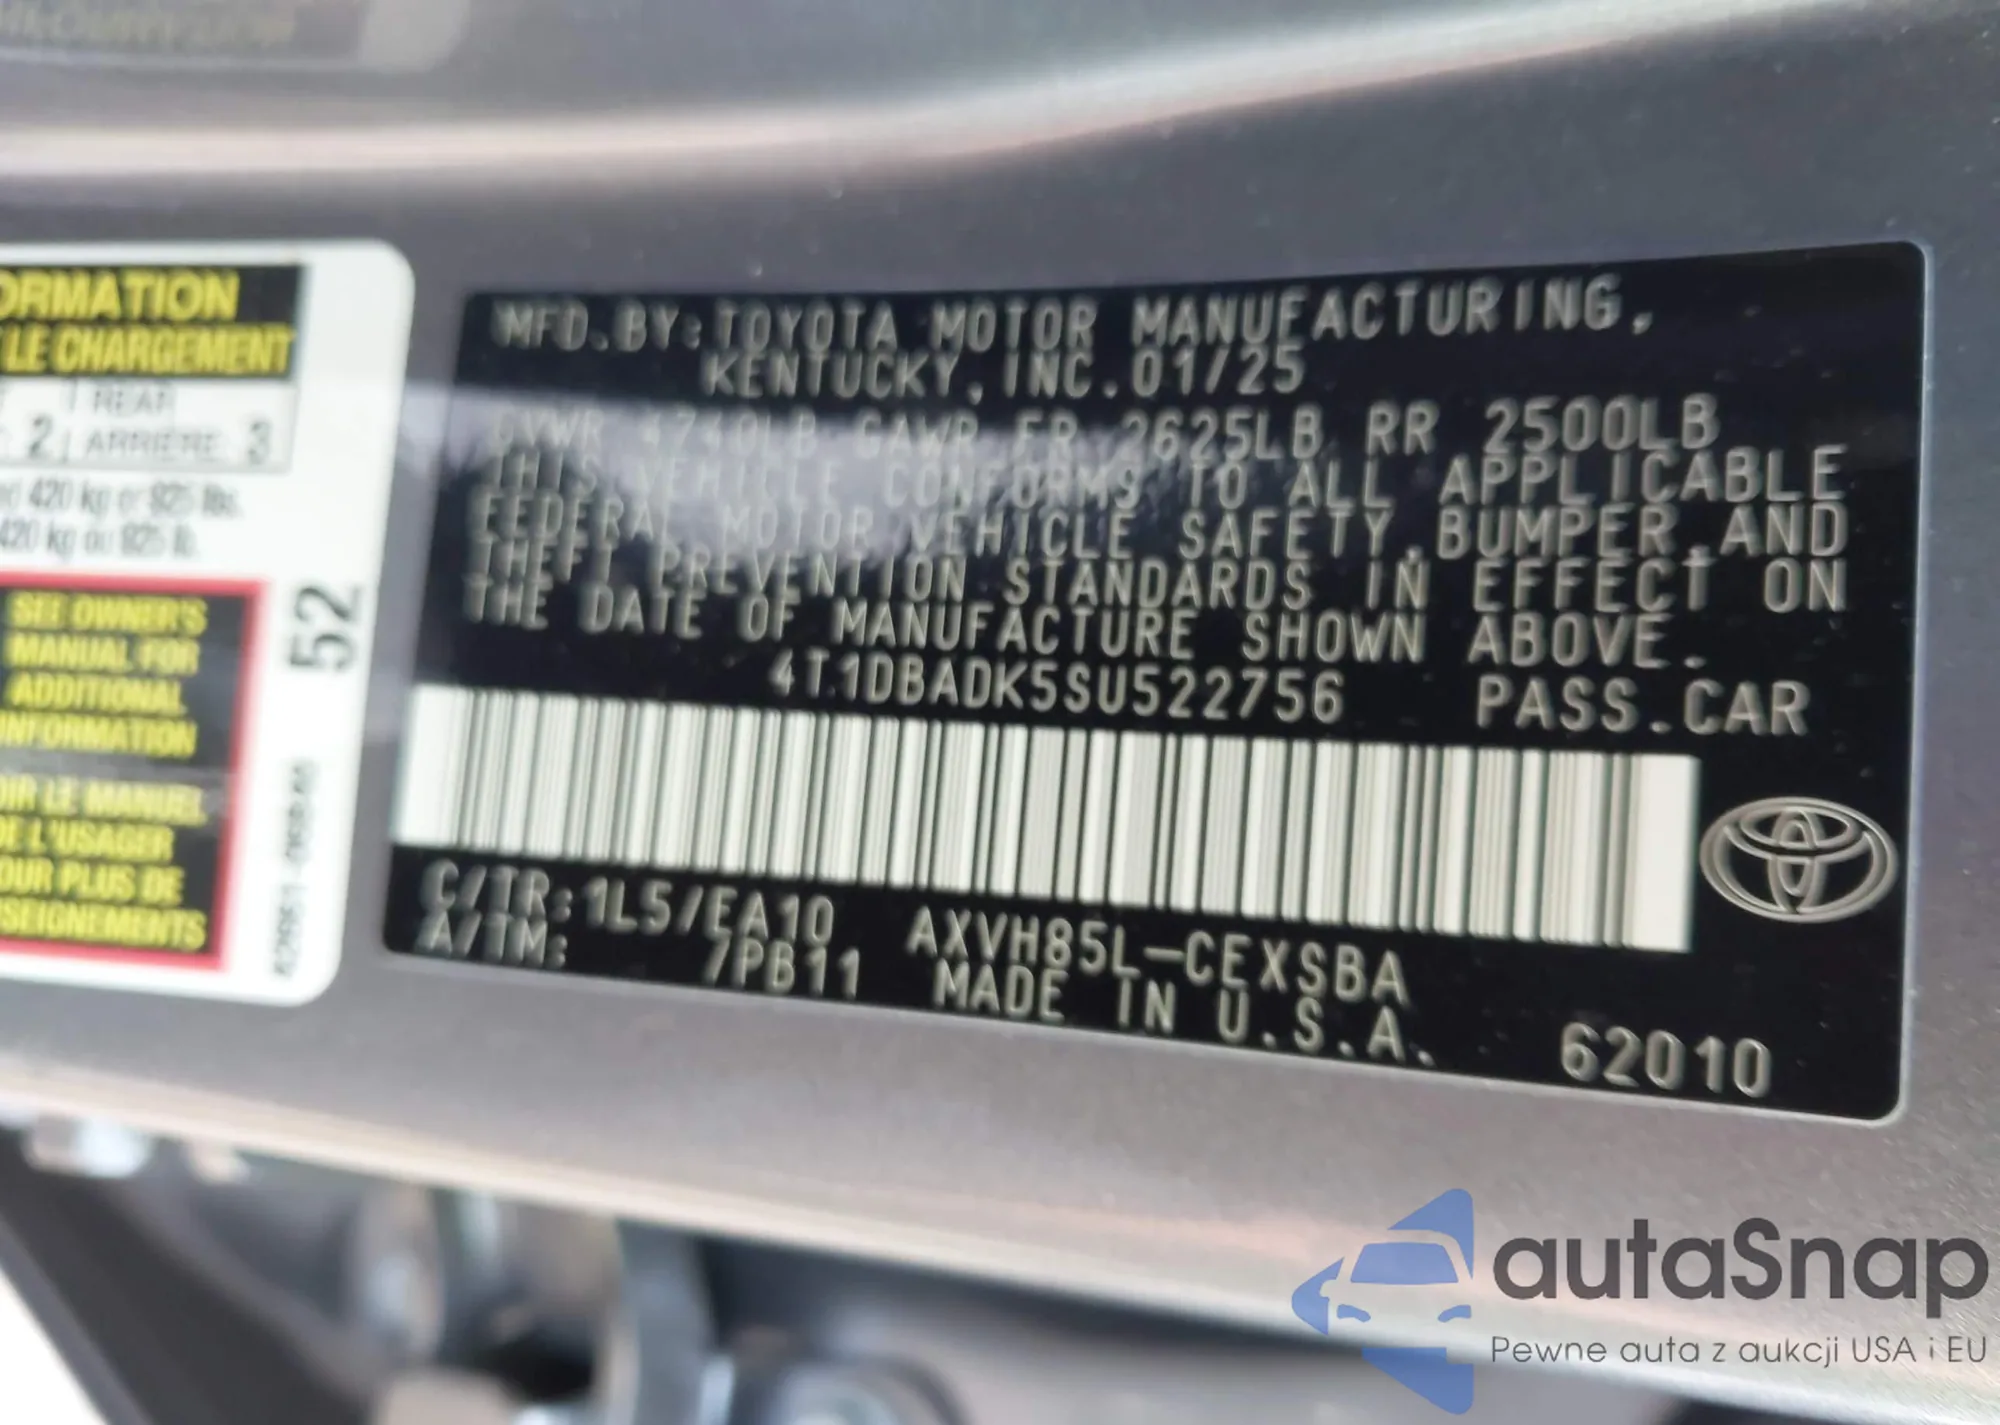 ORMATION
LE CHARGEMENT
REAR
2 ARRIÈRE: 3
420 kg or 925 lbs.
420 kg ou 925 lb.
SEE OWNER'S
MANUAL FOR
ADDITIONAL
INFORMATION
OIR LE MANUEL
DE L'USAGER
OUR PLUS DE
SEIGNEMENTS
52
MFD.BY:TOYOTA MOTOR MANUFACTURING,
KENTUCKY,INC.01/25
GVWR 4740LB GAWR FR 2625LB RR 2500LB
THIS VEHICLE CONFORMS TO ALL APPLICABLE
FEDERAL MOTOR VEHICLE SAFETY,BUMPER,AND
THEFT PREVENTION STANDARDS IN EFFECT ON
THE DATE OF MANUFACTURE SHOWN ABOVE.
4T1DBADK5SU522756 PASS.CAR
C/TR:1L5/EA10 AXVH85L-CEXSBA
A/TM: 7PB11 MADE IN U.S.A.
62010
autaSnap
Pewne auta z aukcji USA i EU